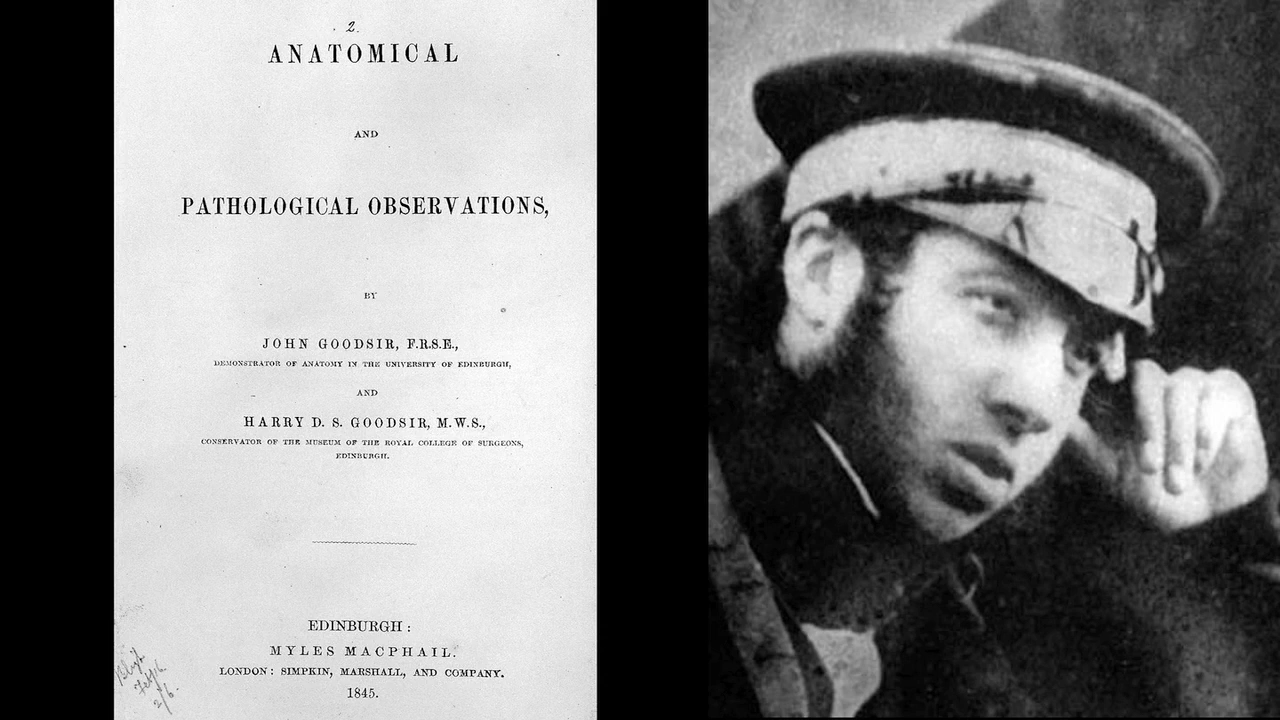 2.
ANATOMICAL
AND
PATHOLOGICAL OBSERVATIONS,
BY
JOHN GOODSIR, F.R.S.E.,
DEMONSTRATOR OF ANATOMY IN THE UNIVERSITY OF EDINBURGH,
AND
HARRY D. S. GOODSIR, M.W.S.,
CONSERVATOR OF THE MUSEUM OF THE ROYAL COLLEGE OF SURGEONS,
EDINBURGH.
EDINBURGH:
MYLES MACPHAIL.
LONDON: SIMPKIN, MARSHALL, AND COMPANY.
1845.
2/6.